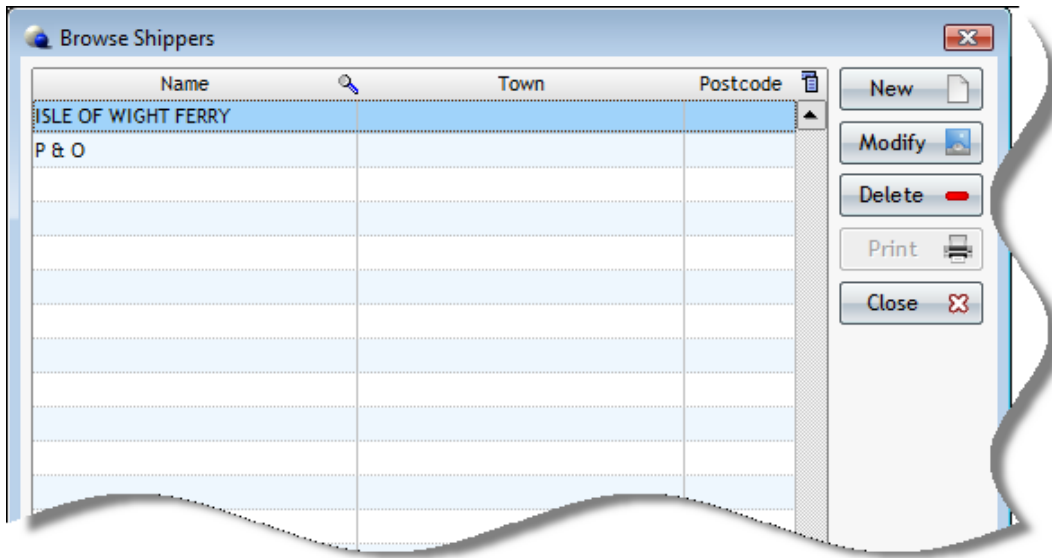 Browse Shippers
Name Town Postcode
ISLE OF WIGHT FERRY
P & O
New
Modify
Delete
Print
Close